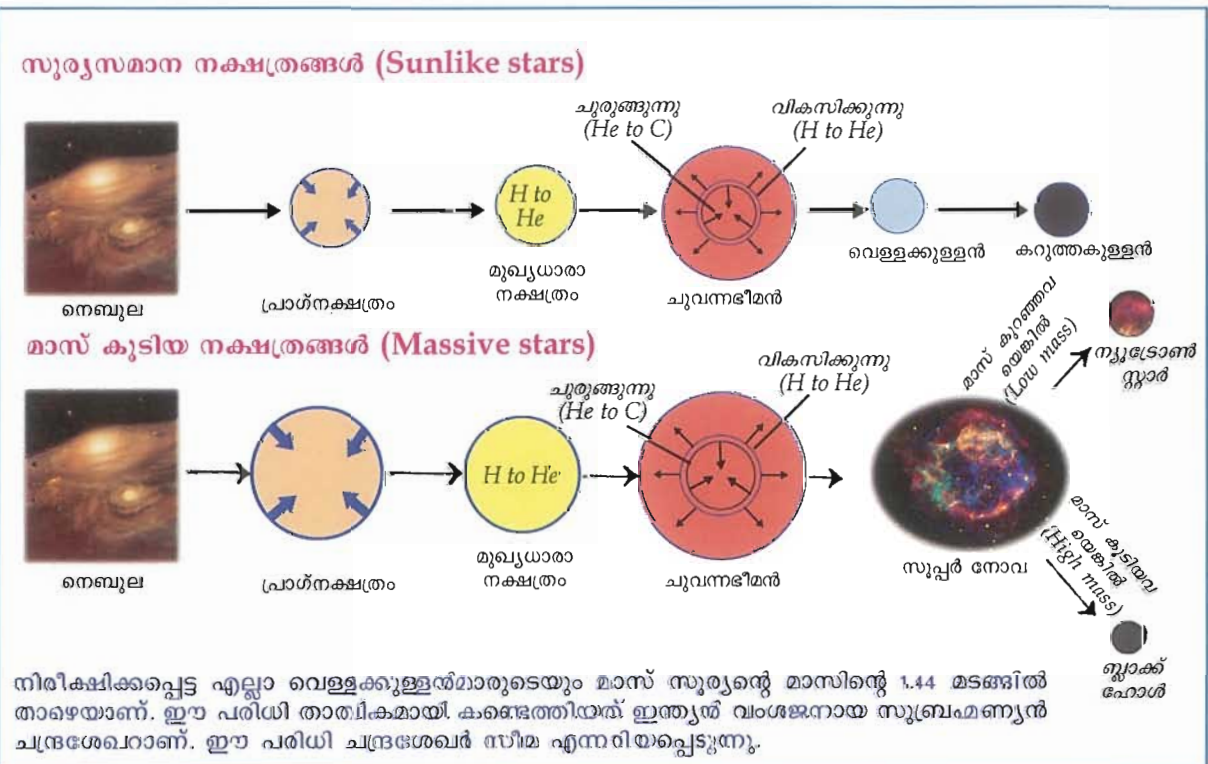 സൂര്യസമാന നക്ഷത്രങ്ങൾ (Sunlike stars)
ചുരുങ്ങുന്നു
(He to C)
വികസിക്കുന്നു
(H to He)
H to
He
നെബുല
പ്രാഗ്നക്ഷത്രം
മുഖ്യധാരാ
നക്ഷത്രം
ചുവന്നഭീമൻ
വെള്ളക്കുള്ളൻ
കറുത്തകുള്ളൻ
മാസ് കൂടിയ നക്ഷത്രങ്ങൾ (Massive stars)
ചുരുങ്ങുന്നു
(He to C)
വികസിക്കുന്നു
(H to He)
H to He
നെബുല
പ്രാഗ്നക്ഷത്രം
മുഖ്യധാരാ
നക്ഷത്രം
ചുവന്നഭീമൻ
സൂപ്പർ നോവ
മാസ് കുറഞ്ഞവ
യെങ്കിൽ
(Low mass)
ന്യൂട്രോൺ
സ്റ്റാർ
മാസ് കൂടിയവ
യെങ്കിൽ
(High mass)
ബ്ലാക്ക്
ഹോൾ
നിരീക്ഷിക്കപ്പെട്ട എല്ലാ വെള്ളക്കുള്ളൻമാരുടെയും മാസ് സൂര്യന്റെ മാസിന്റെ 1.44 മടങ്ങിൽ
താഴെയാണ്. ഈ പരിധി താത്വികമായി കണ്ടെത്തിയത് ഇന്ത്യൻ വംശജനായ സുബ്രഹ്മണ്യൻ
ചന്ദ്രശേഖറാണ്. ഈ പരിധി ചന്ദ്രശേഖർ സീമ എന്നറിയപ്പെടുന്നു.